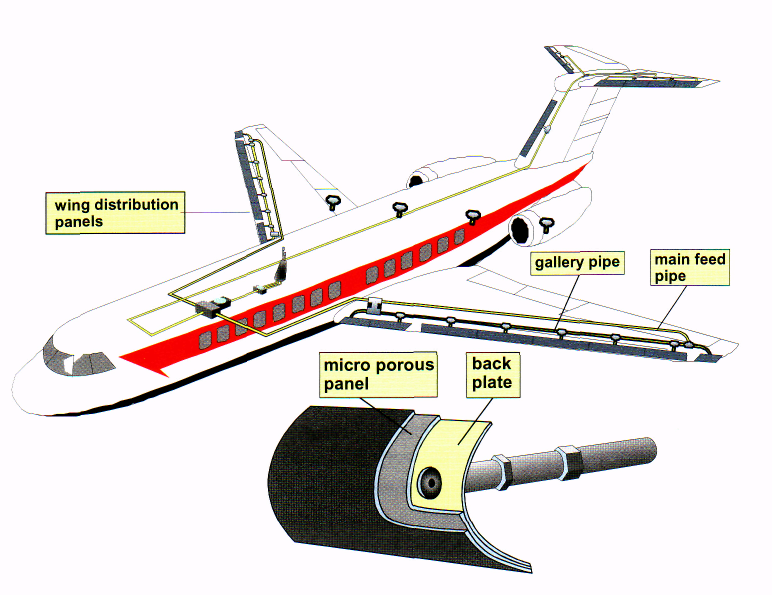 wing distribution
panels
gallery pipe
main feed
pipe
micro porous
panel
back
plate